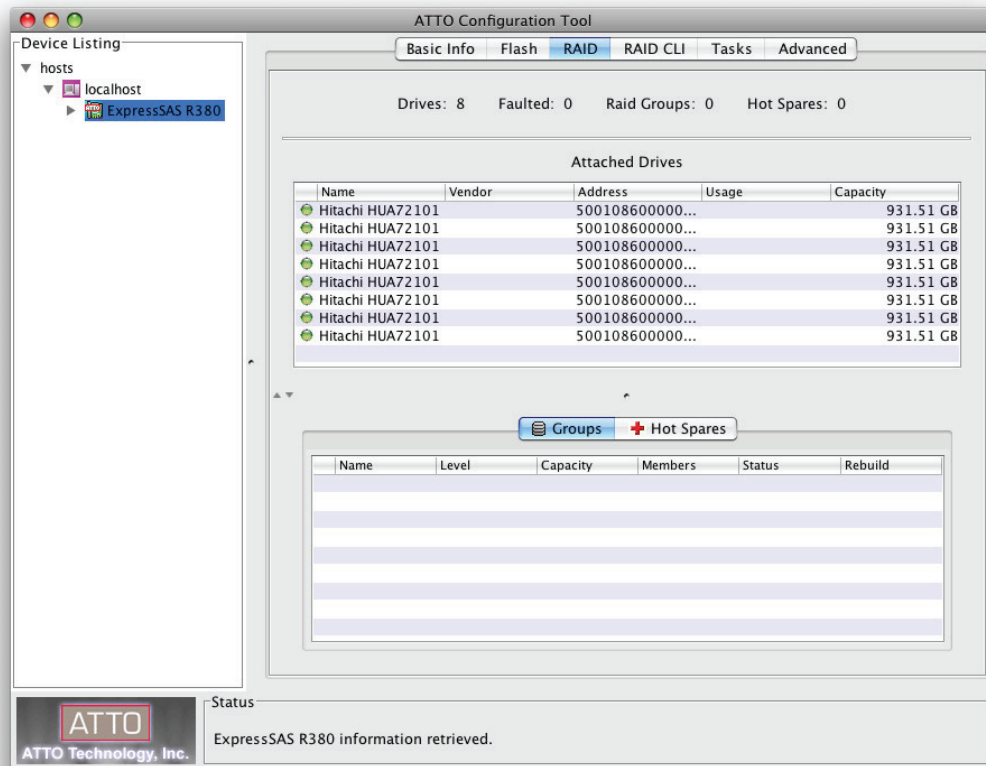 ATTO Configuration Tool
Device Listing
hosts
localhost
ExpressSAS R380
Basic Info Flash RAID RAID CLI Tasks Advanced
Drives: 8 Faulted: 0 Raid Groups: 0 Hot Spares: 0
Attached Drives
Name Vendor Address Usage Capacity
Hitachi HUA72101 500108600000... 931.51 GB
Hitachi HUA72101 500108600000... 931.51 GB
Hitachi HUA72101 500108600000... 931.51 GB
Hitachi HUA72101 500108600000... 931.51 GB
Hitachi HUA72101 500108600000... 931.51 GB
Hitachi HUA72101 500108600000... 931.51 GB
Hitachi HUA72101 500108600000... 931.51 GB
Hitachi HUA72101 500108600000... 931.51 GB
Groups Hot Spares
Name Level Capacity Members Status Rebuild
ATTO
ATTO Technology, Inc.
Status
ExpressSAS R380 information retrieved.